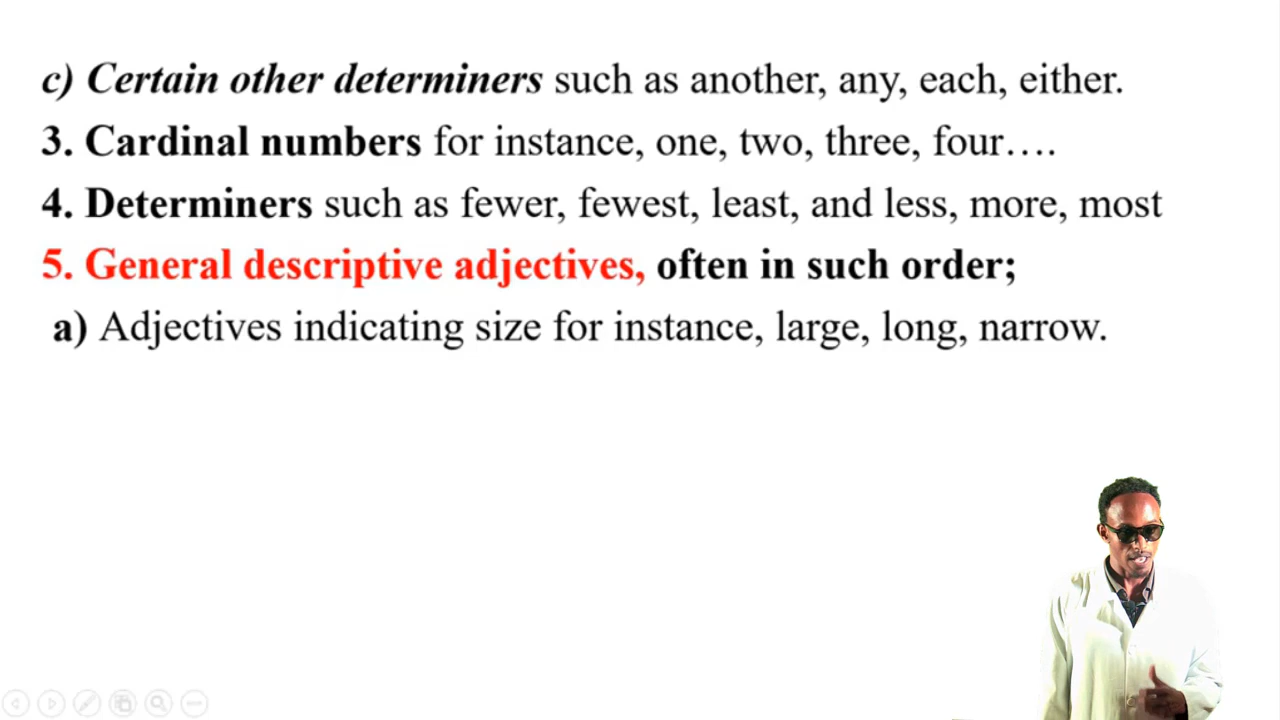 c) Certain other determiners such as another, any, each, either.
3. Cardinal numbers for instance, one, two, three, four….
4. Determiners such as fewer, fewest, least, and less, more, most
5. General descriptive adjectives, often in such order;
a) Adjectives indicating size for instance, large, long, narrow.